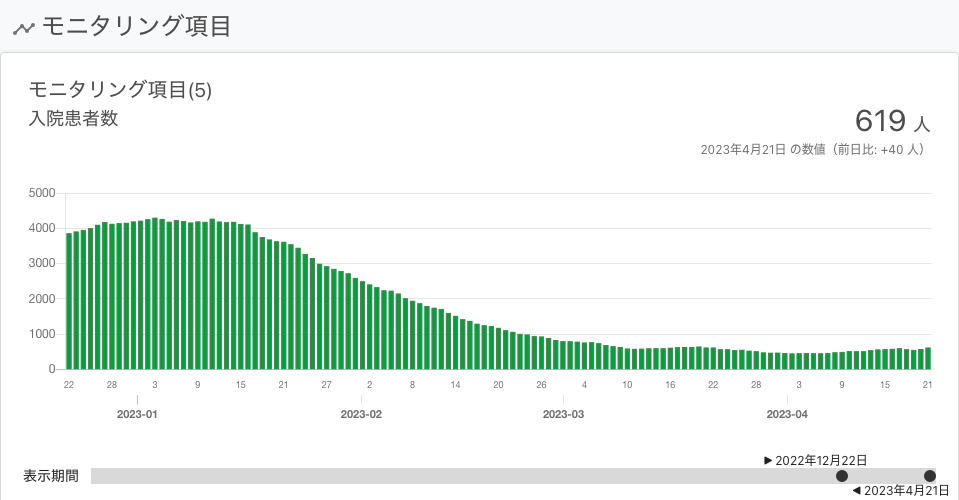 モニタリング項目
モニタリング項目(5)
入院患者数
619 人
2023年4月21日 の数値（前日比: +40 人）
5000
4000
3000
2000
1000
0
22 28 3 9 15 21 27 2 8 14 20 26 4 10 16 22 28 3 9 15 21
2023-01 2023-02 2023-03 2023-04
▶ 2022年12月22日
表示期間
◀ 2023年4月21日